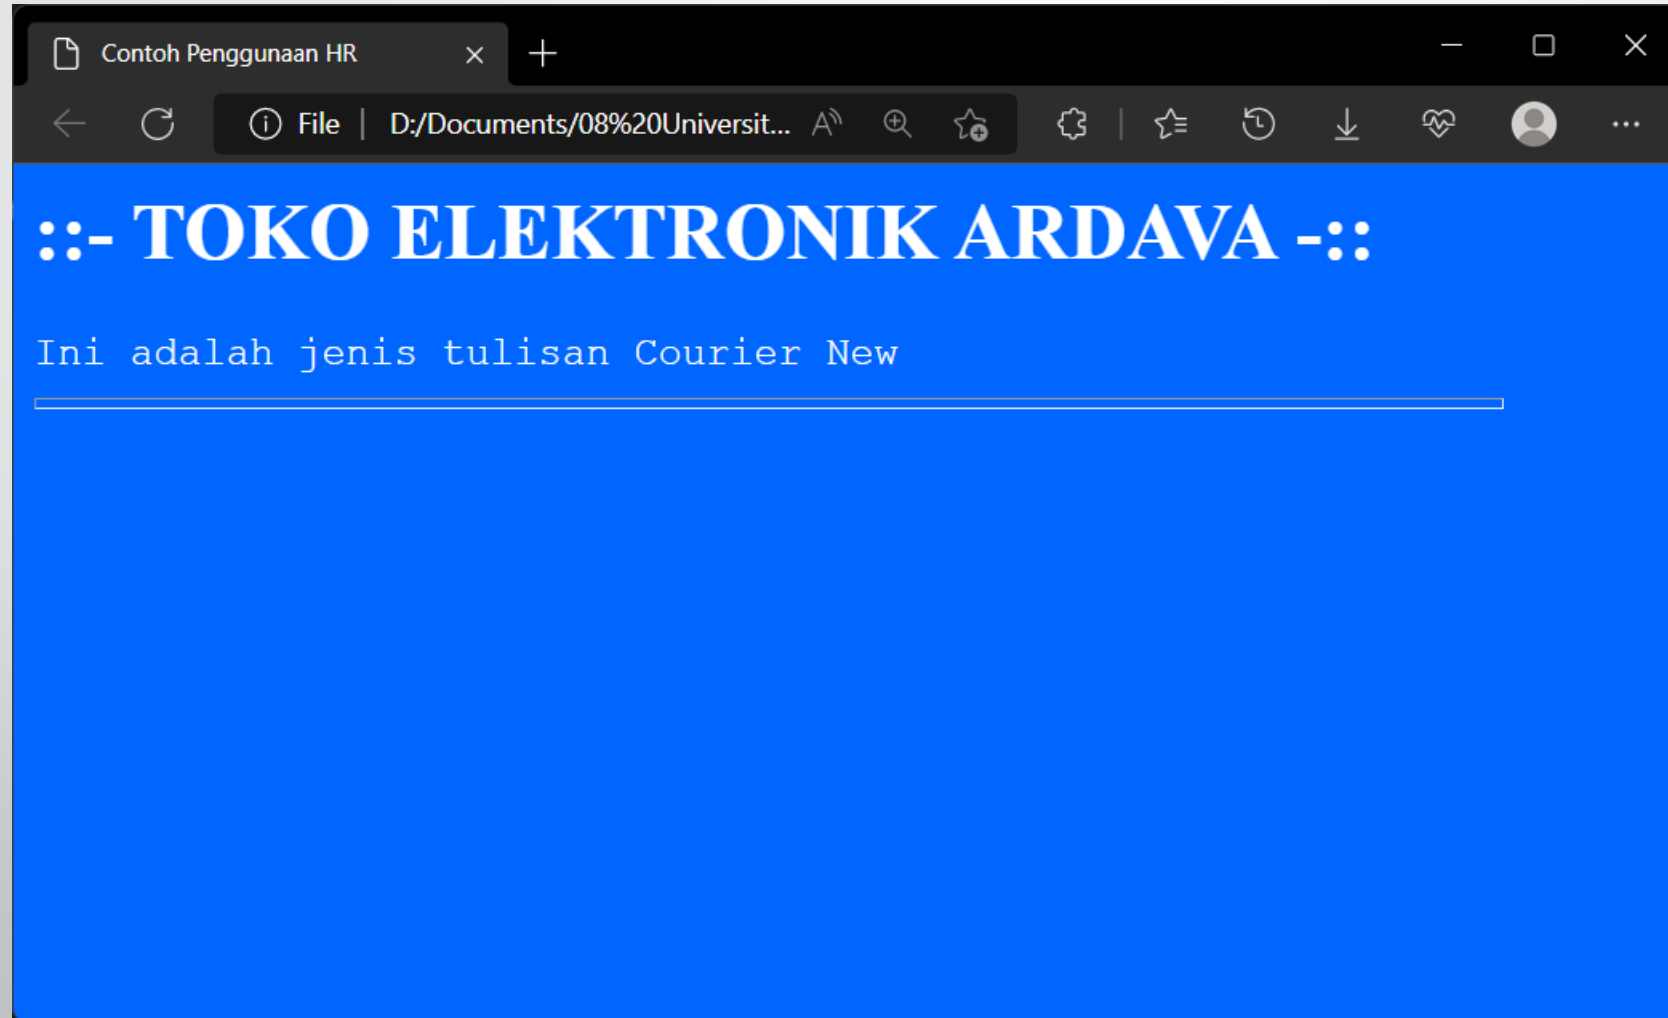 Contoh Penggunaan HR
File | D:/Documents/08%20Universit...
::- TOKO ELEKTRONIK ARDAVA -::
Ini adalah jenis tulisan Courier New